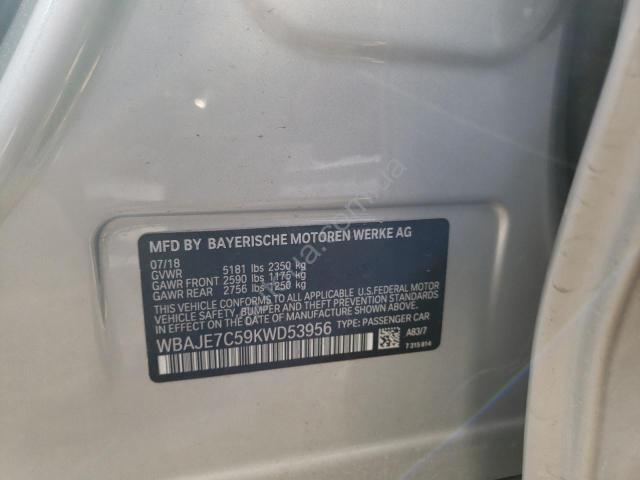 MFD BY BAYERISCHE MOTOREN WERKE AG
07/18
GVWR 5181 lbs 2350 kg
GAWR FRONT 2590 lbs 1175 kg
GAWR REAR 2756 lbs 1250 kg
THIS VEHICLE CONFORMS TO ALL APPLICABLE U.S.FEDERAL MOTOR
VEHICLE SAFETY, BUMPER, AND THEFT PREVENTION STANDARDS
IN EFFECT ON THE DATE OF MANUFACTURE SHOWN ABOVE.
WBAJE7C59KWD53956 TYPE: PASSENGER CAR
A83/7
7 315 814